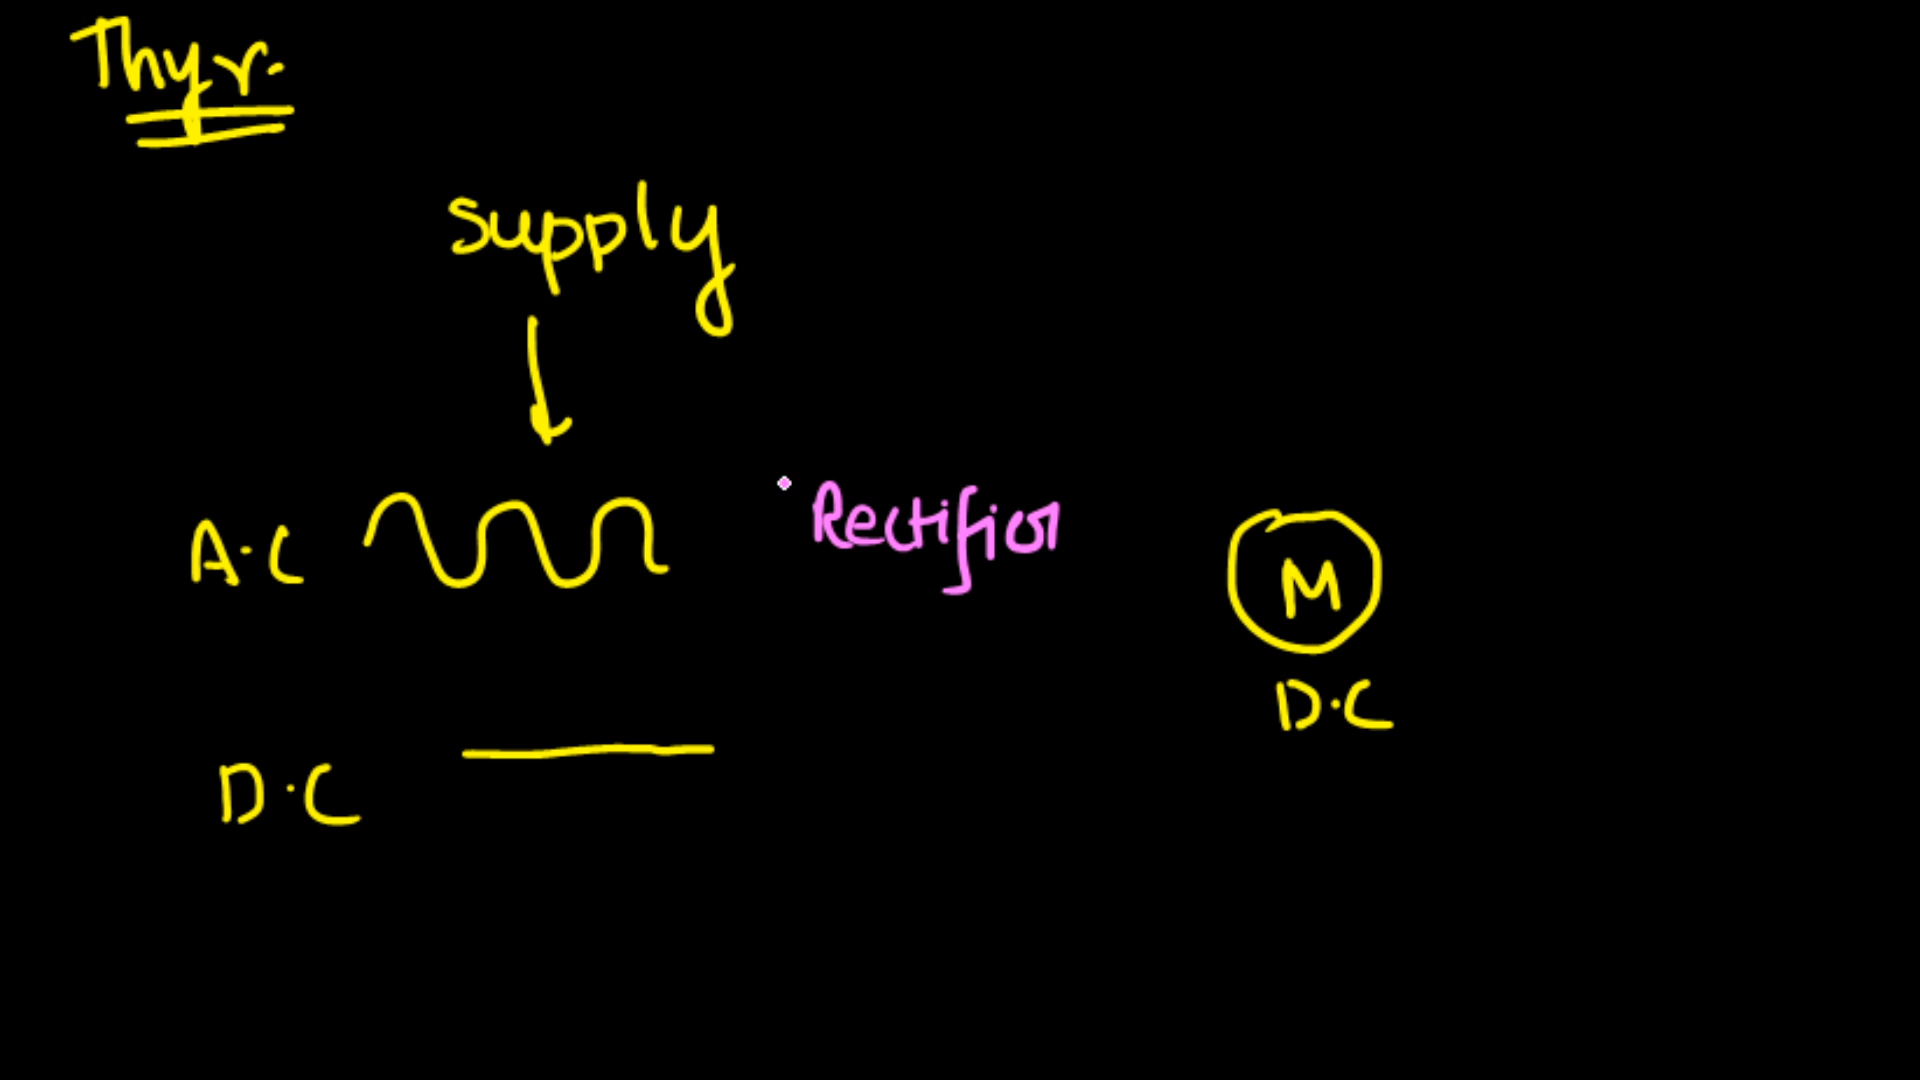 Thyr.
supply
A.C
Rectifier
M
D.C
D.C